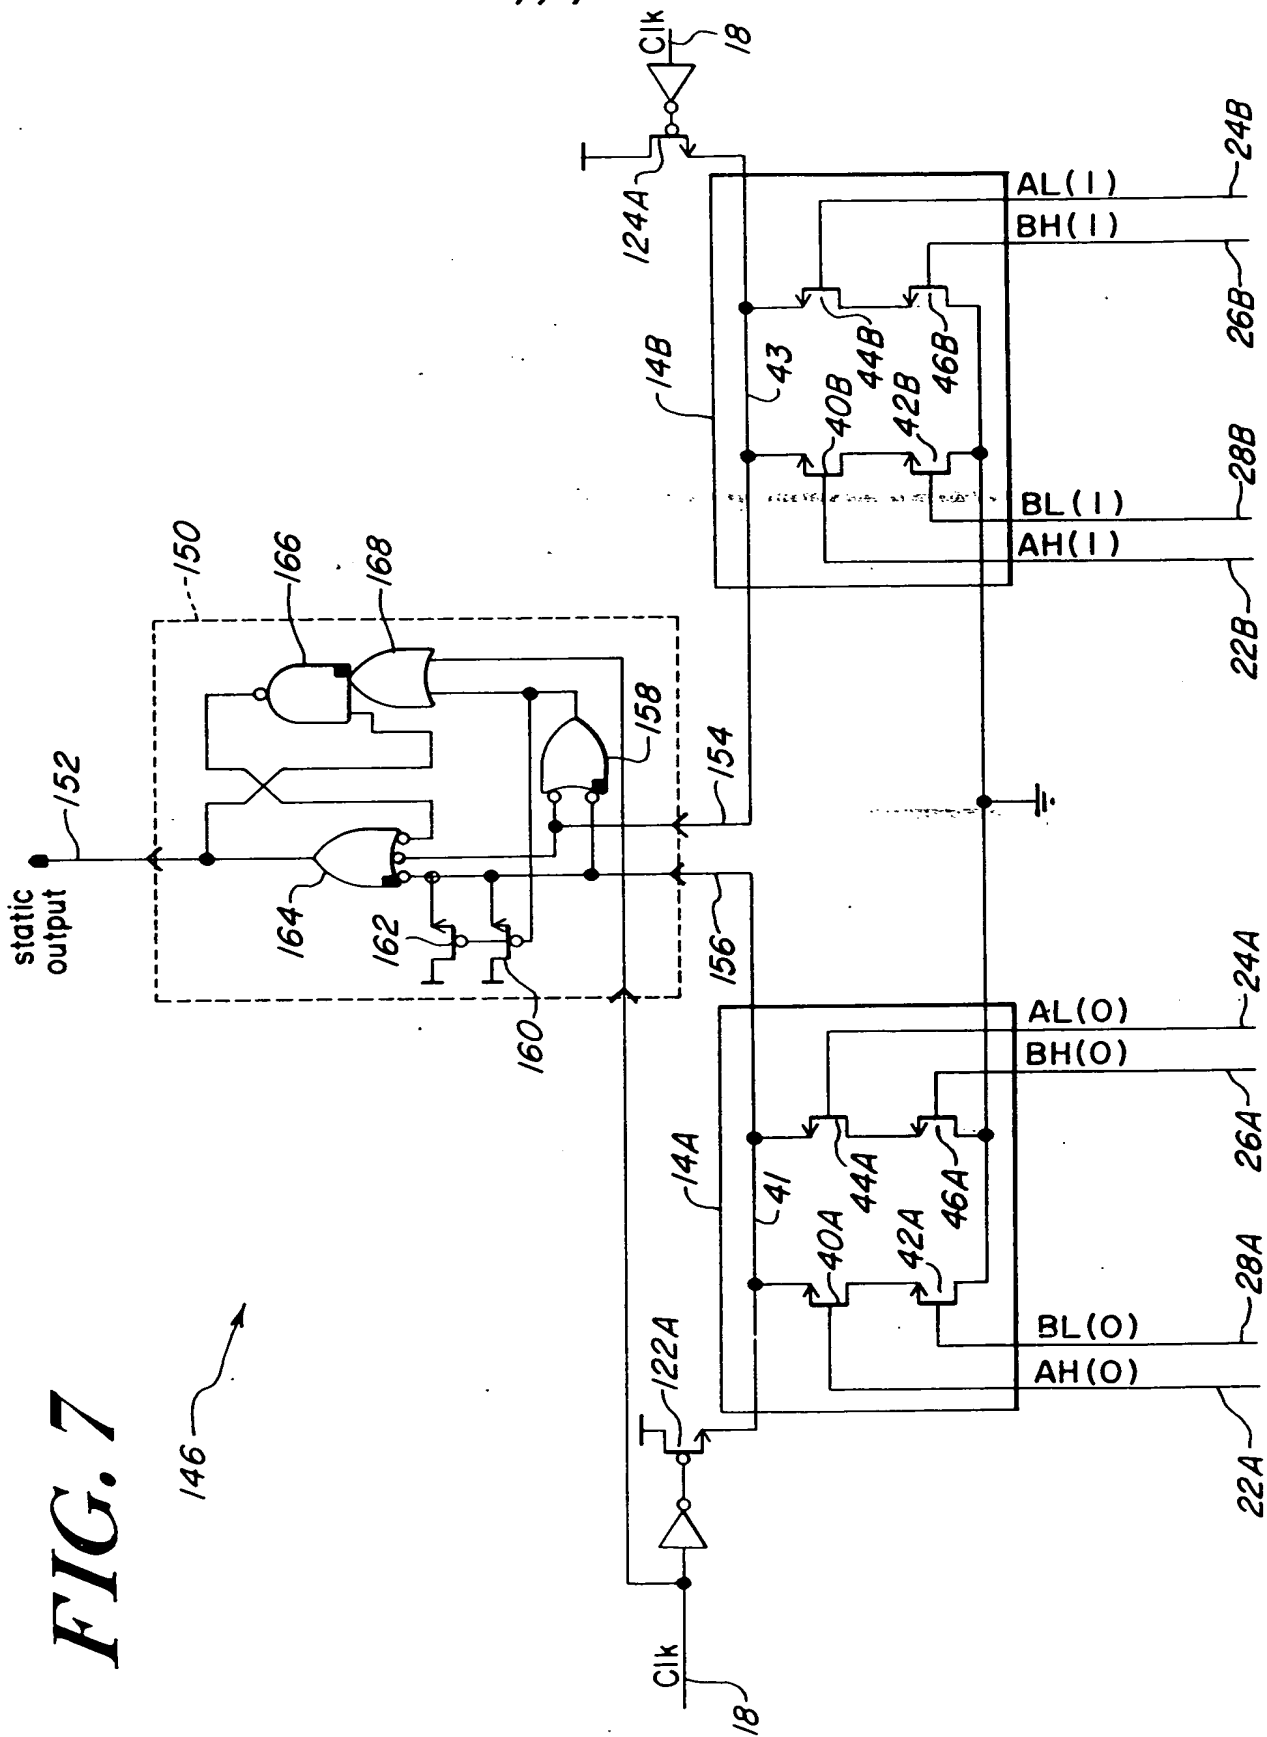 FIG. 7
146
static
output
152
150
164
166
168
162
160
158
156
154
Clk
18
122A
Clk
18
124A
14A
41
40A
44A
42A
46A
14B
43
40B
44B
42B
46B
AH(0)
BL(0)
BH(0)
AL(0)
AH(1)
BL(1)
BH(1)
AL(1)
22A
28A
26A
24A
22B
28B
26B
24B